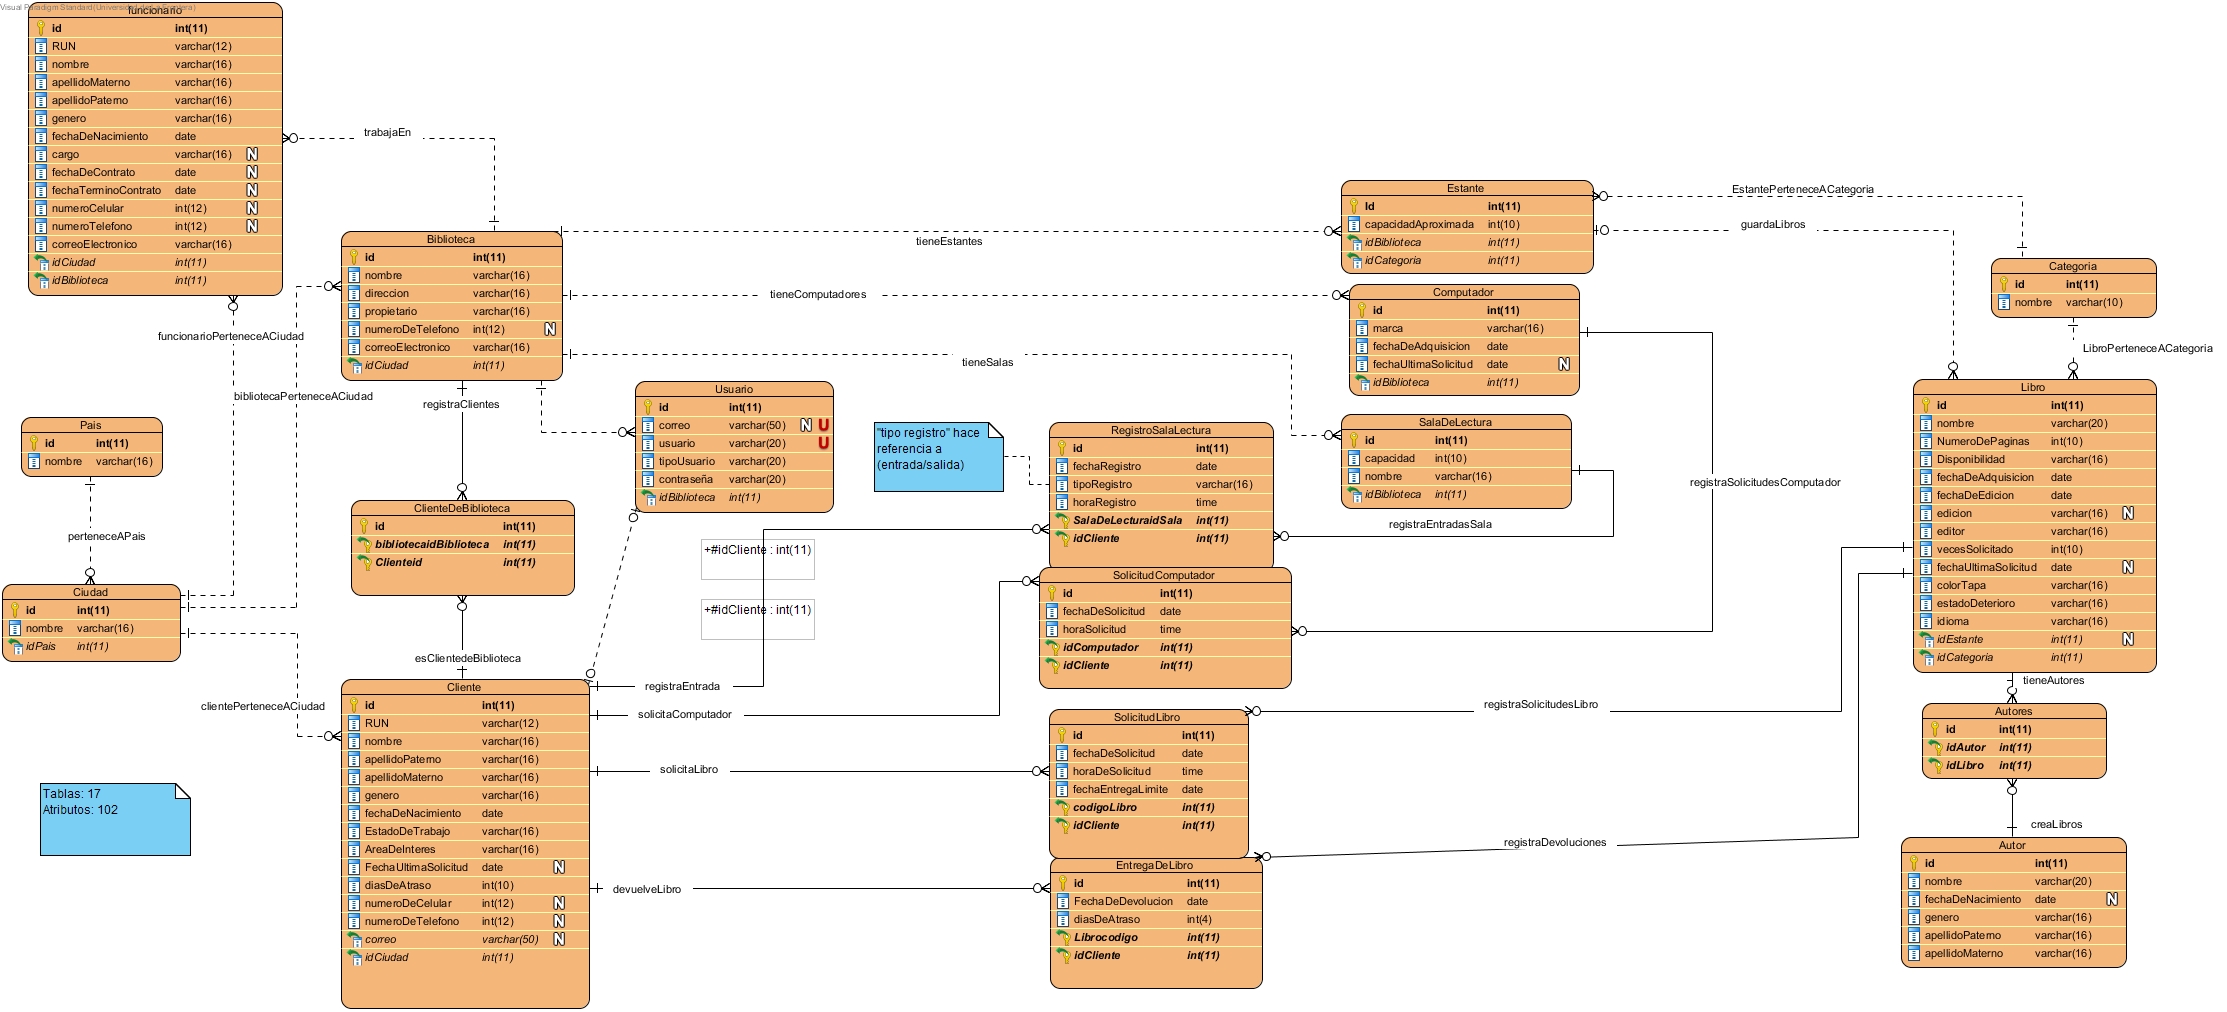 Visual Paradigm Standard(Universidad de La Frontera)
funcionario
id int(11)
RUN varchar(12)
nombre varchar(16)
apellidoMaterno varchar(16)
apellidoPaterno varchar(16)
genero varchar(16)
fechaDeNacimiento date
cargo varchar(16) N
fechaDeContrato date N
fechaTerminoContrato date N
numeroCelular int(12) N
numeroTelefono int(12) N
correoElectronico varchar(16)
idCiudad int(11)
idBiblioteca int(11)
trabajaEn
funcionarioPerteneceACiudad
bibliotecaPerteneceACiudad
Pais
id int(11)
nombre varchar(16)
perteneceAPais
Ciudad
id int(11)
nombre varchar(16)
idPais int(11)
clientePerteneceACiudad
Tablas: 17
Atributos: 102
Biblioteca
id int(11)
nombre varchar(16)
direccion varchar(16)
propietario varchar(16)
numeroDeTelefono int(12) N
correoElectronico varchar(16)
idCiudad int(11)
registraClientes
ClienteDeBiblioteca
id int(11)
bibliotecaidBiblioteca int(11)
Clienteid int(11)
esClientedeBiblioteca
Cliente
id int(11)
RUN varchar(12)
nombre varchar(16)
apellidoPaterno varchar(16)
apellidoMaterno varchar(16)
genero varchar(16)
fechaDeNacimiento date
EstadoDeTrabajo varchar(16)
AreaDeInteres varchar(16)
FechaUltimaSolicitud date N
diasDeAtraso int(10)
numeroDeCelular int(12) N
numeroDeTelefono int(12) N
correo varchar(50) N
idCiudad int(11)
Usuario
id int(11)
correo varchar(50) N U
usuario varchar(20) U
tipoUsuario varchar(20)
contraseña varchar(20)
idBiblioteca int(11)
+#idCliente : int(11)
+#idCliente : int(11)
registraEntrada
solicitaComputador
solicitaLibro
devuelveLibro
tieneEstantes
tieneComputadores
tieneSalas
"tipo registro" hace
referencia a
(entrada/salida)
RegistroSalaLectura
id int(11)
fechaRegistro date
tipoRegistro varchar(16)
horaRegistro time
SalaDeLecturaidSala int(11)
idCliente int(11)
SolicitudComputador
id int(11)
fechaDeSolicitud date
horaSolicitud time
idComputador int(11)
idCliente int(11)
SolicitudLibro
id int(11)
fechaDeSolicitud date
horaDeSolicitud time
fechaEntregaLimite date
codigoLibro int(11)
idCliente int(11)
EntregaDeLibro
id int(11)
FechaDeDevolucion date
diasDeAtraso int(4)
Librocodigo int(11)
idCliente int(11)
Estante
Id int(11)
capacidadAproximada int(10)
idBiblioteca int(11)
idCategoria int(11)
Computador
id int(11)
marca varchar(16)
fechaDeAdquisicion date
fechaUltimaSolicitud date N
idBiblioteca int(11)
SalaDeLectura
id int(11)
capacidad int(10)
nombre varchar(16)
idBiblioteca int(11)
registraEntradasSala
registraSolicitudesComputador
registraSolicitudesLibro
registraDevoluciones
EstantePerteneceACategoria
guardaLibros
Categoria
id int(11)
nombre varchar(10)
LibroPerteneceACategoria
Libro
id int(11)
nombre varchar(20)
NumeroDePaginas int(10)
Disponibilidad varchar(16)
fechaDeAdquisicion date
fechaDeEdicion date
edicion varchar(16) N
editor varchar(16)
vecesSolicitado int(10)
fechaUltimaSolicitud date N
colorTapa varchar(16)
estadoDeterioro varchar(16)
idioma varchar(16)
idEstante int(11) N
idCategoria int(11)
tieneAutores
Autores
id int(11)
idAutor int(11)
idLibro int(11)
creaLibros
Autor
id int(11)
nombre varchar(20)
fechaDeNacimiento date N
genero varchar(16)
apellidoPaterno varchar(16)
apellidoMaterno varchar(16)